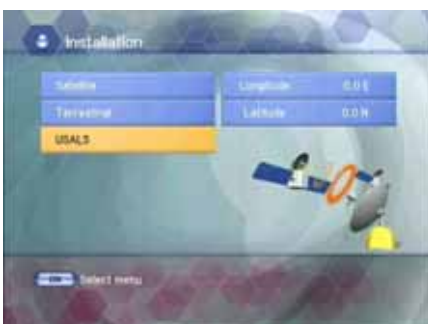 Installation
Satellite
Longitude 0.0 E
Terrestrial
Latitude 0.0 N
USALS
Select menu